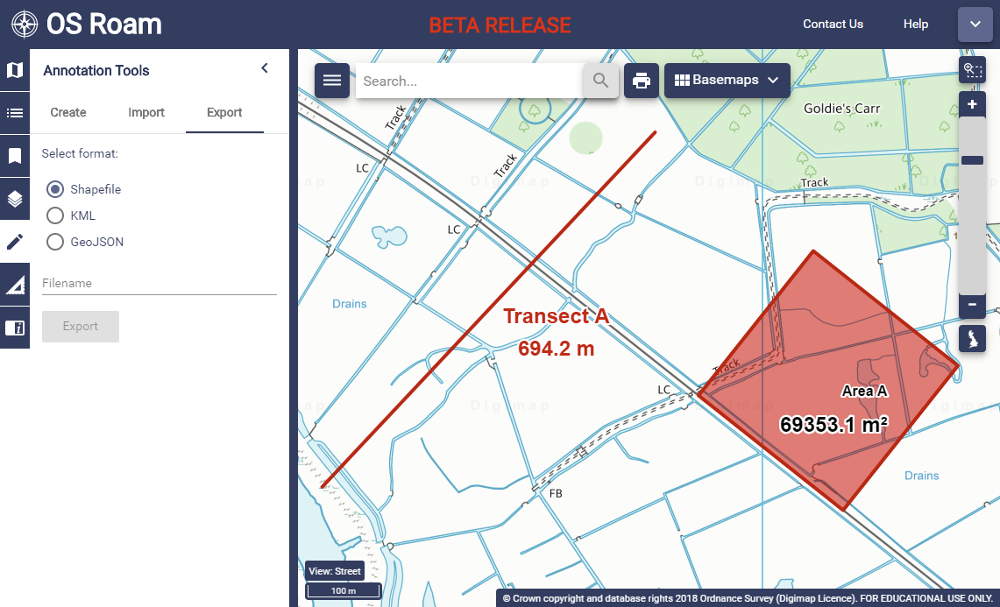 OS Roam
BETA RELEASE
Contact Us
Help
Annotation Tools
Create
Import
Export
Select format:
Shapefile
KML
GeoJSON
Filename
Export
Search...
Basemaps
Goldie's Carr
Track
LC
Track
Track
Digimap
Digimap
LC
Drains
Transect A
694.2 m
Track
LC
Area A
69353.1 m²
Digimap
Drains
FB
View: Street
100 m
© Crown copyright and database rights 2018 Ordnance Survey (Digimap Licence). FOR EDUCATIONAL USE ONLY.